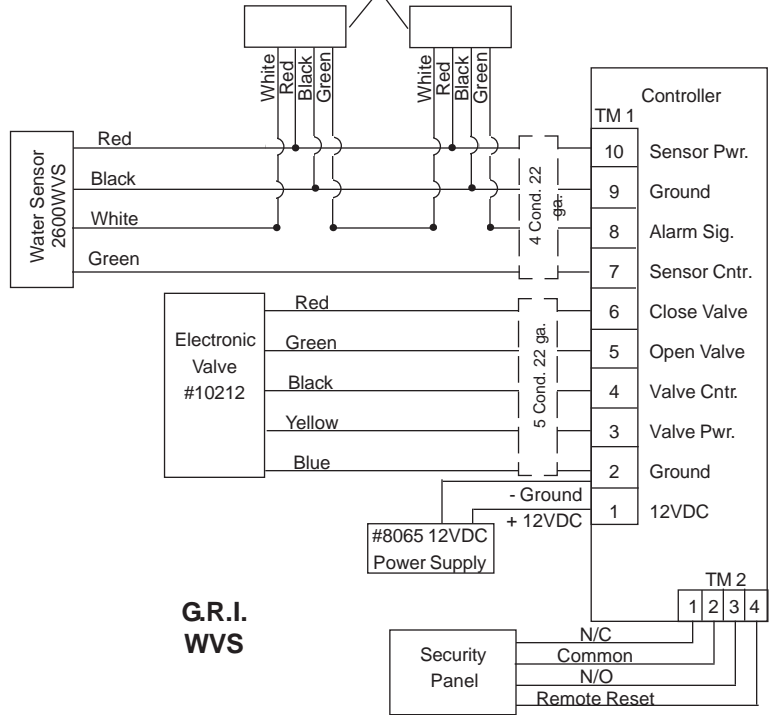 White
Red
Black
Green
White
Red
Black
Green
Controller
TM 1
Water Sensor
2600WVS
Red
Black
White
Green
4 Cond. 22
ga.
10 Sensor Pwr.
9 Ground
8 Alarm Sig.
7 Sensor Cntr.
6 Close Valve
5 Open Valve
4 Valve Cntr.
3 Valve Pwr.
2 Ground
1 12VDC
Electronic
Valve
#10212
Red
Green
Black
Yellow
Blue
5 Cond. 22 ga.
- Ground
+ 12VDC
#8065 12VDC
Power Supply
TM 2
1 2 3 4
G.R.I.
WVS
Security
Panel
N/C
Common
N/O
Remote Reset